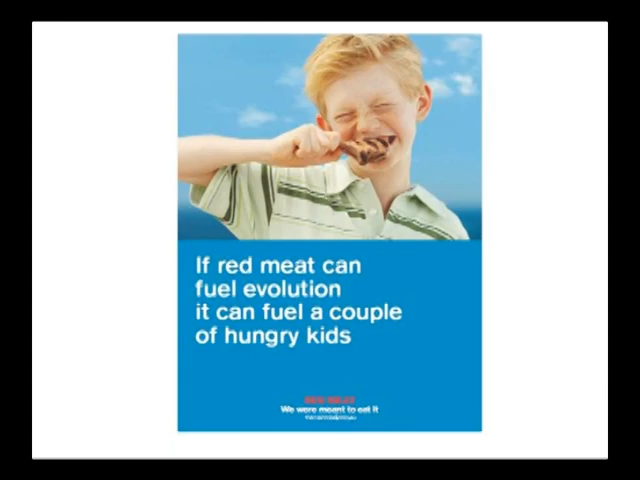 If red meat can
fuel evolution
it can fuel a couple
of hungry kids
RED MEAT
We were meant to eat it